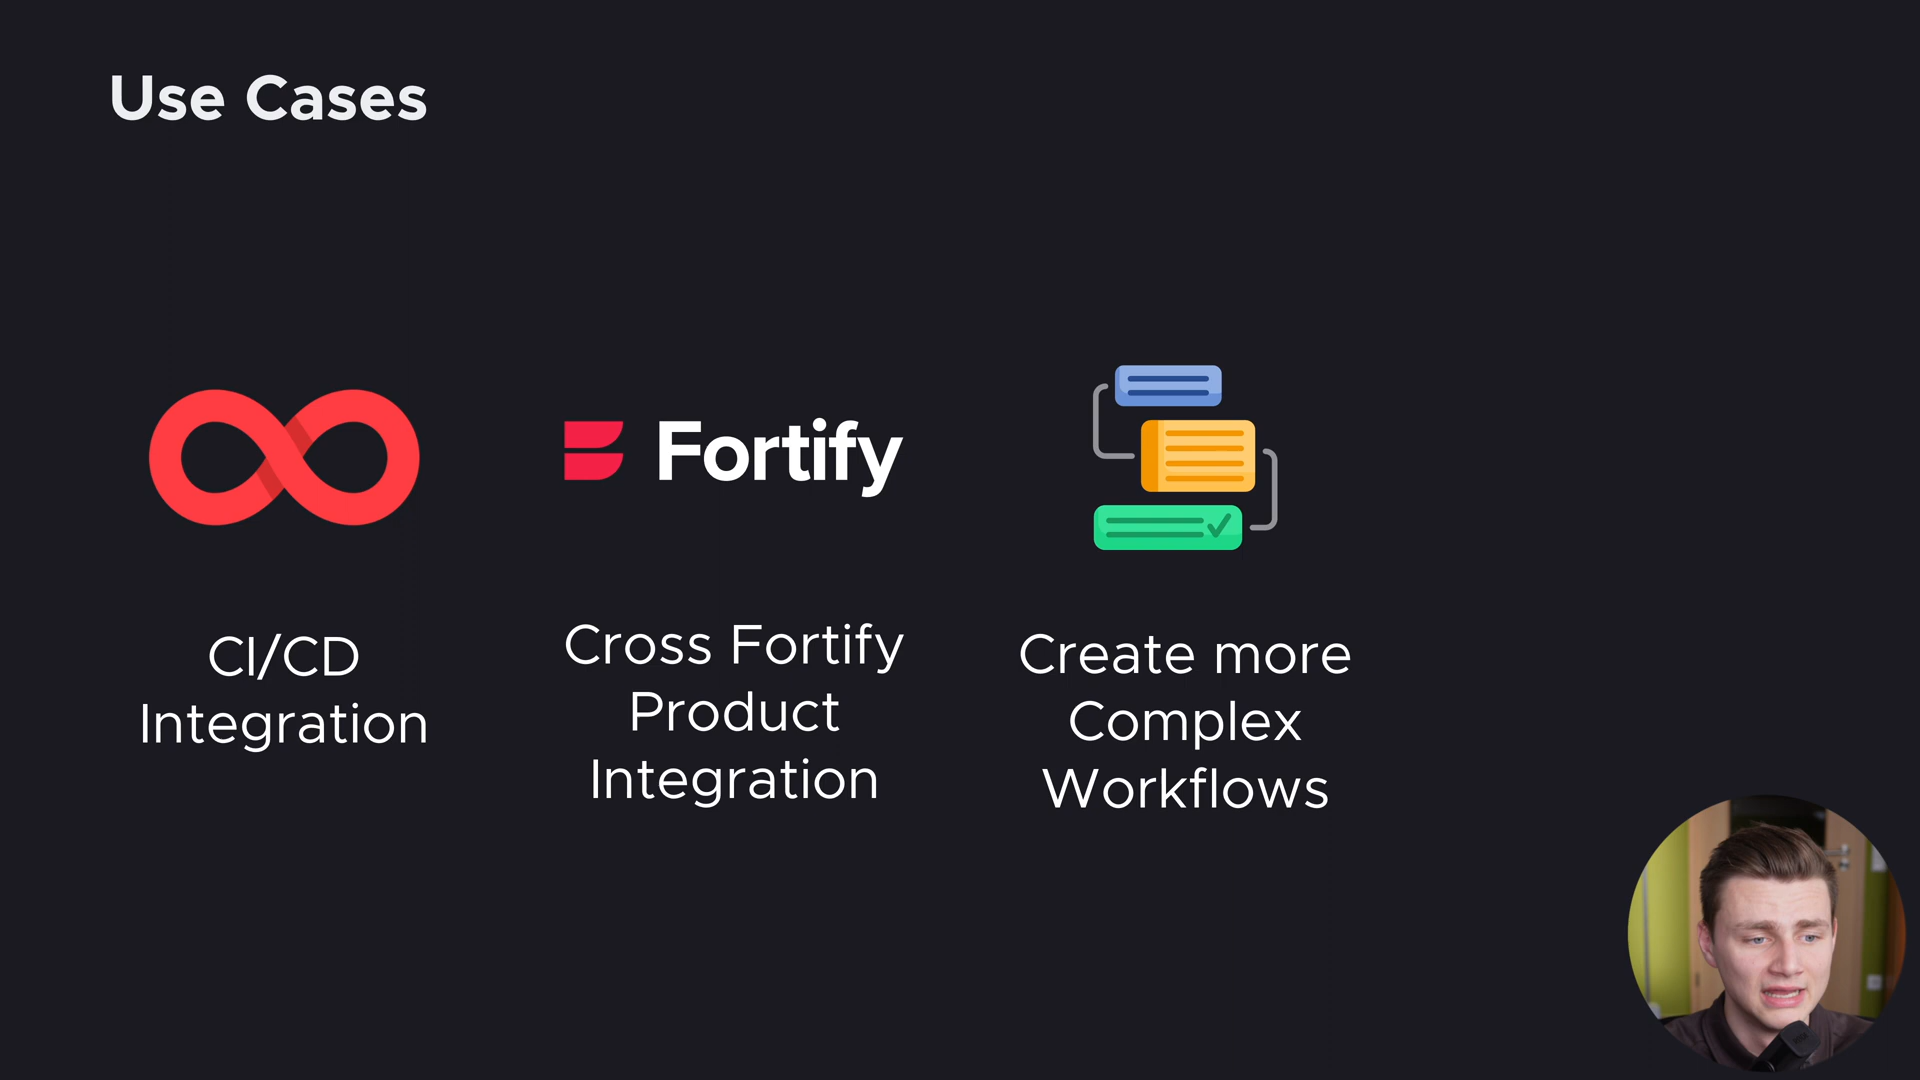 Use Cases
Fortify
CI/CD
Integration
Cross Fortify
Product
Integration
Create more
Complex
Workflows